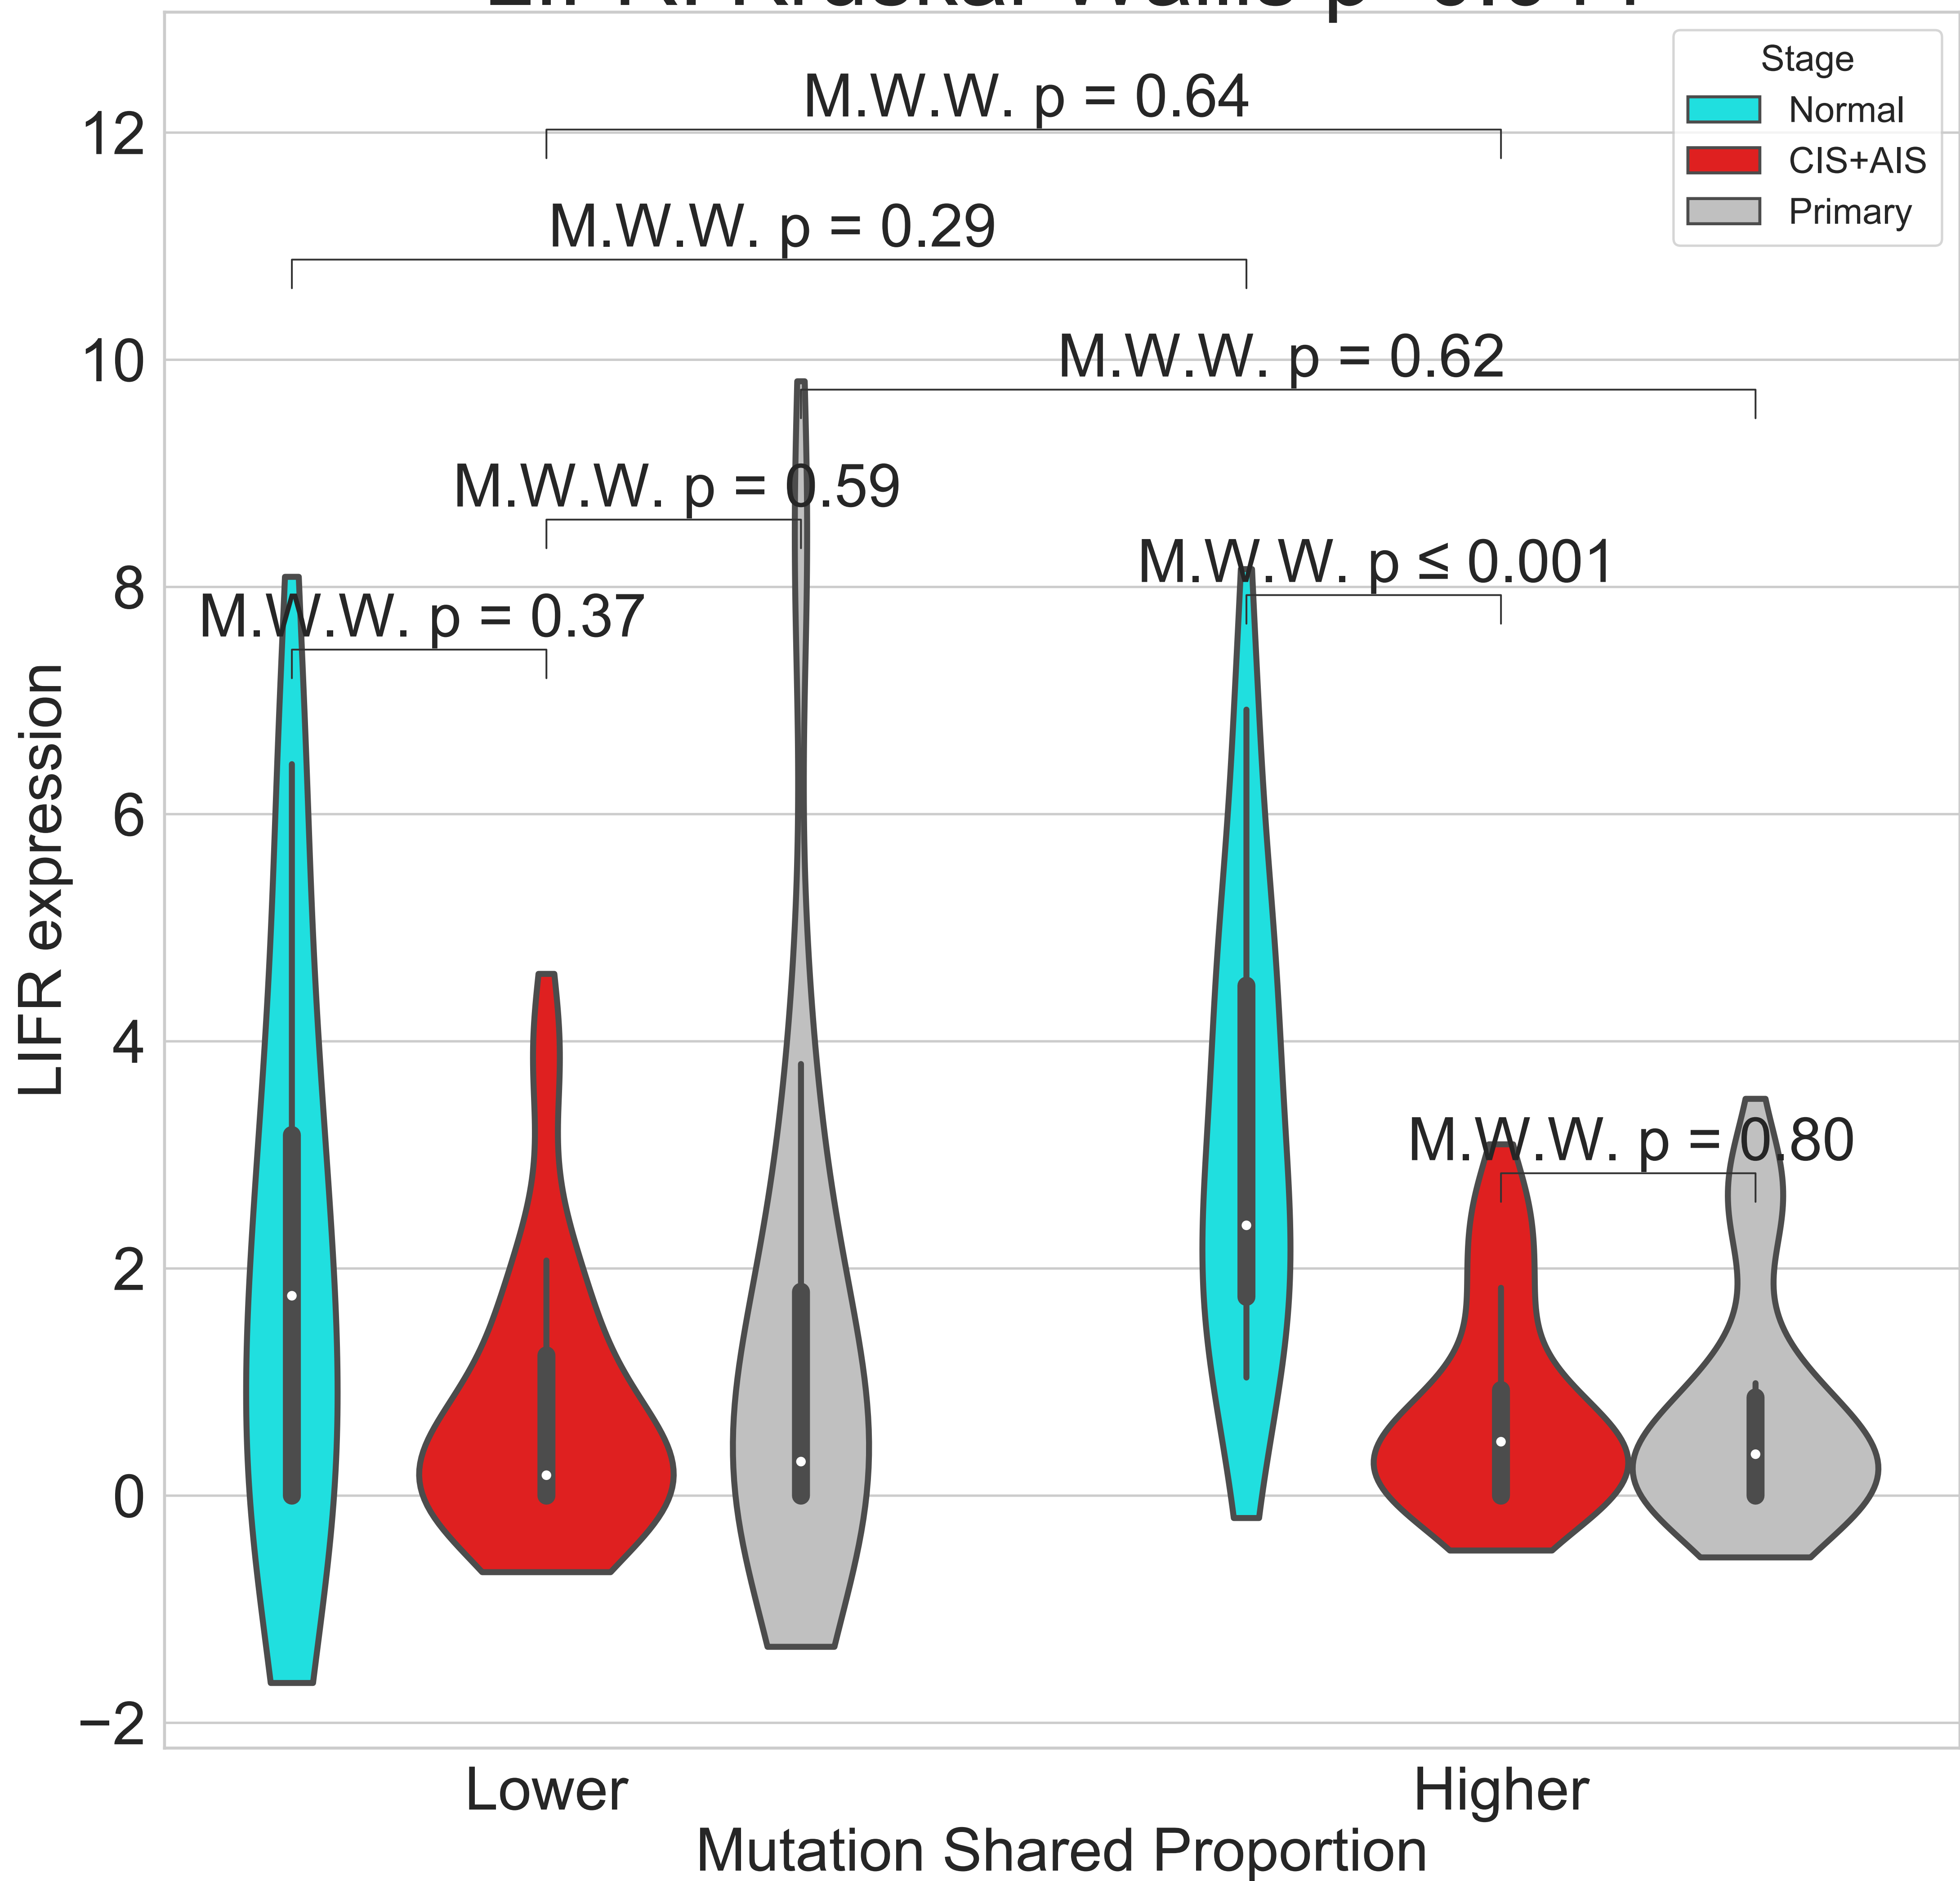 M.W.W. p = 0.64
M.W.W. p = 0.29
M.W.W. p = 0.62
M.W.W. p = 0.59
M.W.W. p ≤ 0.001
M.W.W. p = 0.37
M.W.W. p = 0.80
Stage
Normal
CIS+AIS
Primary
12
10
8
6
4
2
0
−2
LIFR expression
Lower
Higher
Mutation Shared Proportion